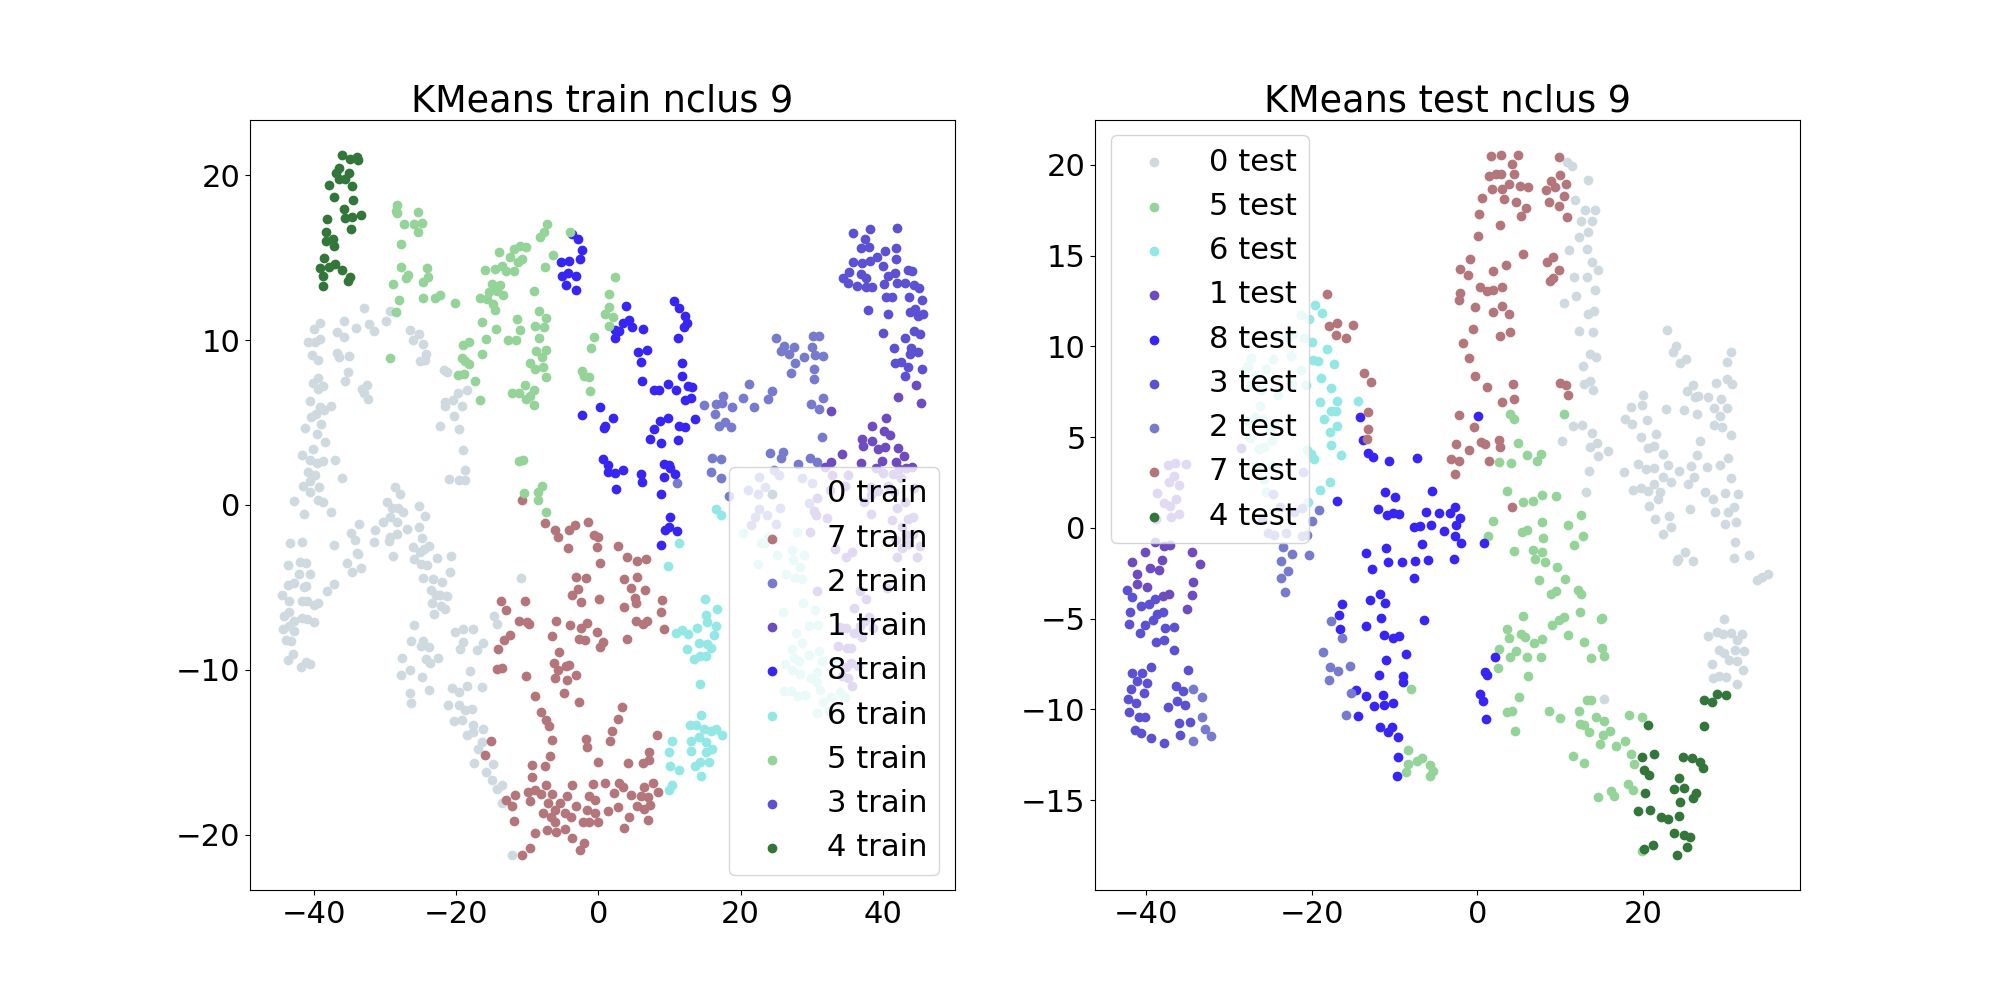 KMeans train nclus 9
20
10
0
−10
−20
−40
−20
0
20
40
0 train
7 train
2 train
1 train
8 train
6 train
5 train
3 train
4 train
KMeans test nclus 9
20
15
10
5
0
−5
−10
−15
−40
−20
0
20
0 test
5 test
6 test
1 test
8 test
3 test
2 test
7 test
4 test